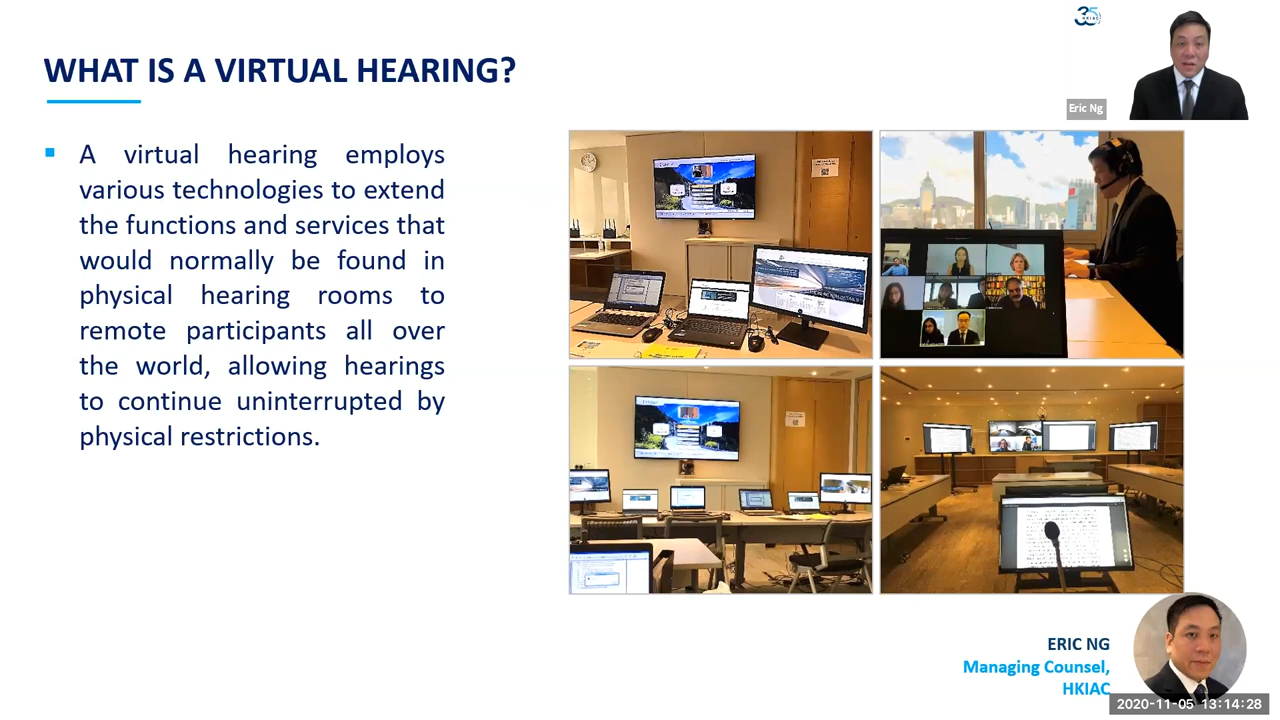 35
HKIAC
Eric Ng
WHAT IS A VIRTUAL HEARING?
A virtual hearing employs
various technologies to extend
the functions and services that
would normally be found in
physical hearing rooms to
remote participants all over
the world, allowing hearings
to continue uninterrupted by
physical restrictions.
ERIC NG
Managing Counsel,
HKIAC
2020-11-05 13:14:28